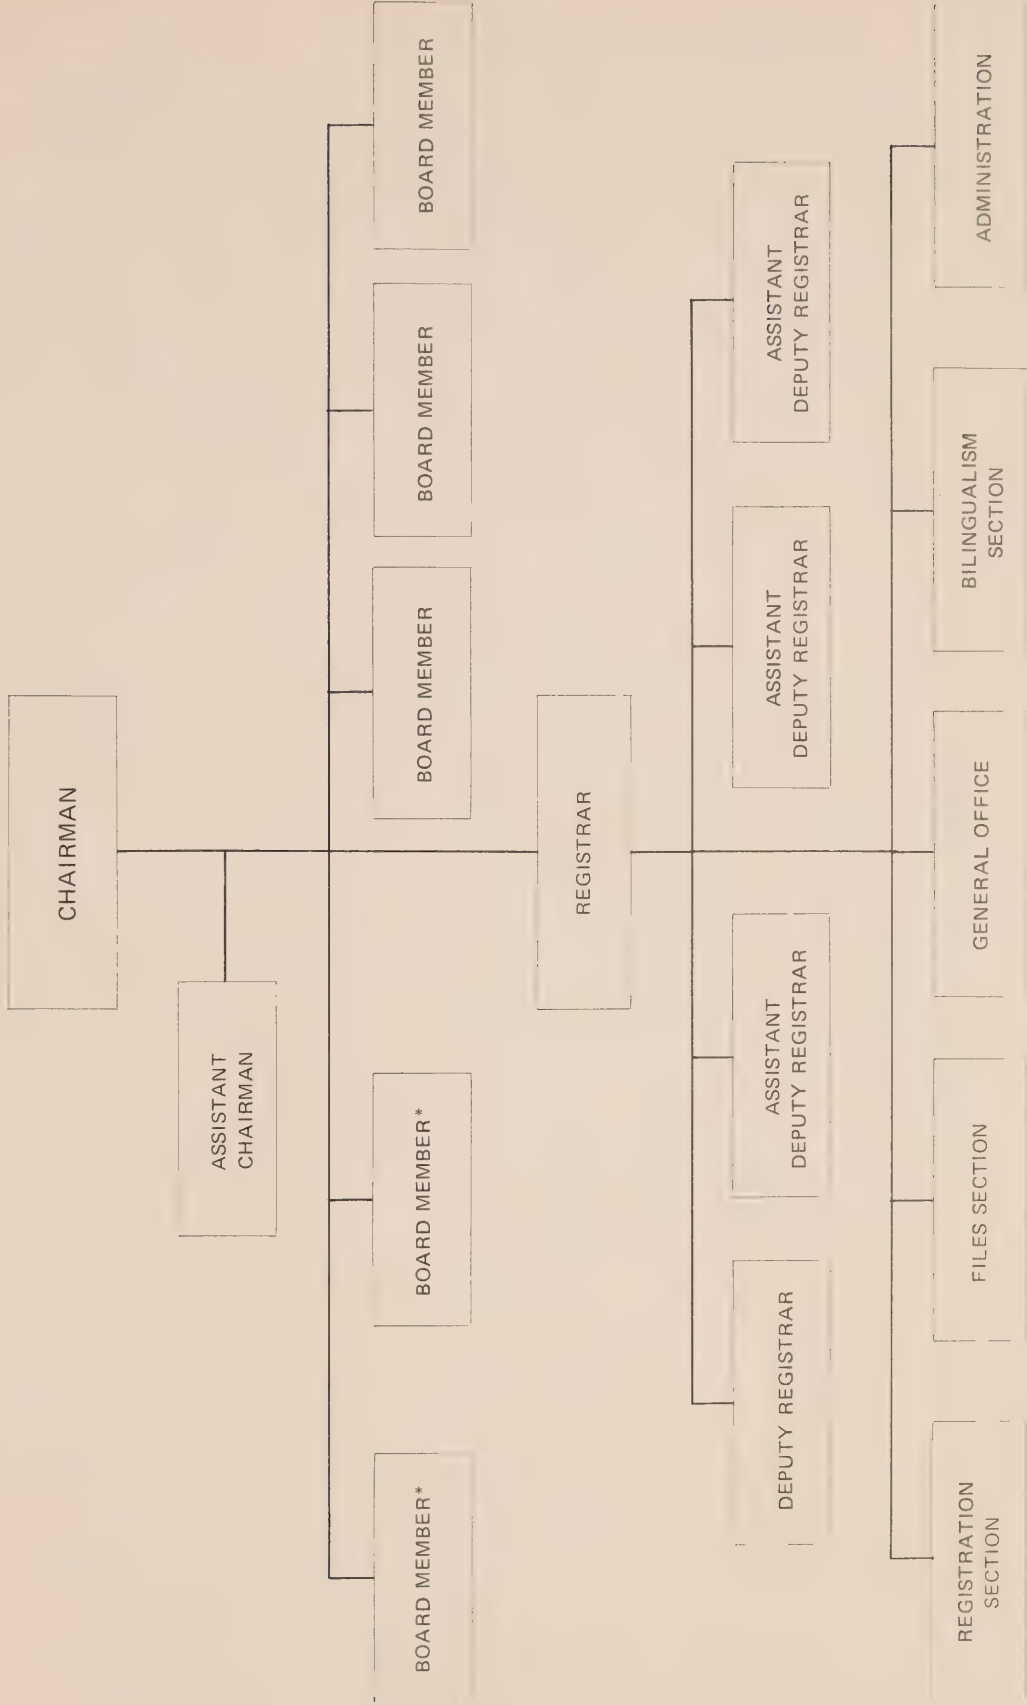 CHAIRMAN
ASSISTANT
CHAIRMAN
BOARD MEMBER*
BOARD MEMBER*
BOARD MEMBER
BOARD MEMBER
BOARD MEMBER
REGISTRAR
DEPUTY REGISTRAR
ASSISTANT
DEPUTY REGISTRAR
ASSISTANT
DEPUTY REGISTRAR
ASSISTANT
DEPUTY REGISTRAR
REGISTRATION
SECTION
FILES SECTION
GENERAL OFFICE
BILINGUALISM
SECTION
ADMINISTRATION